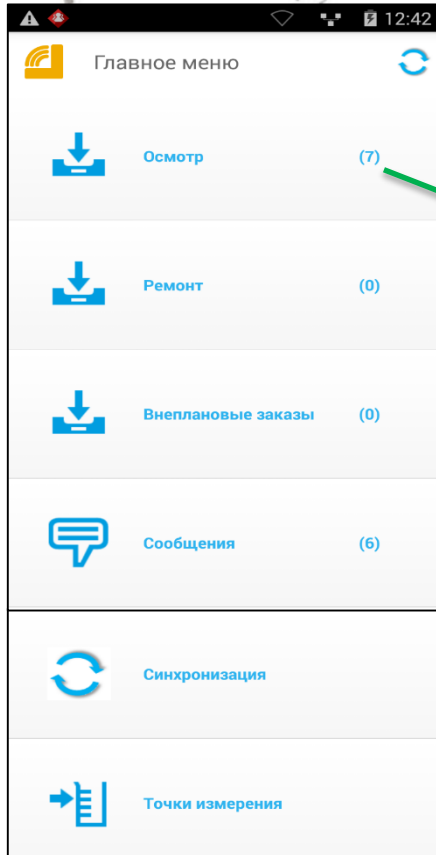 12:42
Главное меню
Осмотр (7)
Ремонт (0)
Внеплановые заказы (0)
Сообщения (6)
Синхронизация
Точки измерения